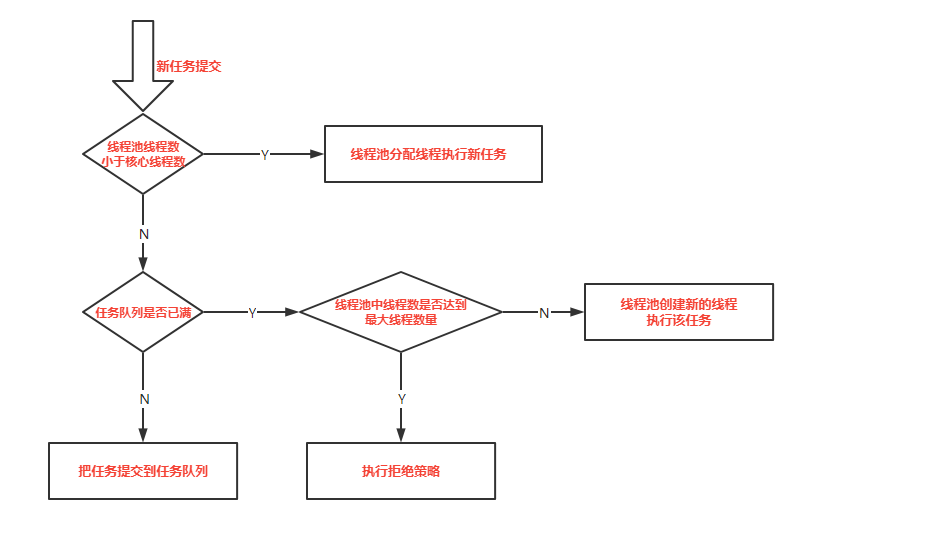 新任务提交
线程池线程数
小于核心线程数
Y
线程池分配线程执行新任务
N
任务队列是否已满
Y
线程池中线程数是否达到
最大线程数量
N
线程池创建新的线程
执行该任务
N
Y
把任务提交到任务队列
执行拒绝策略